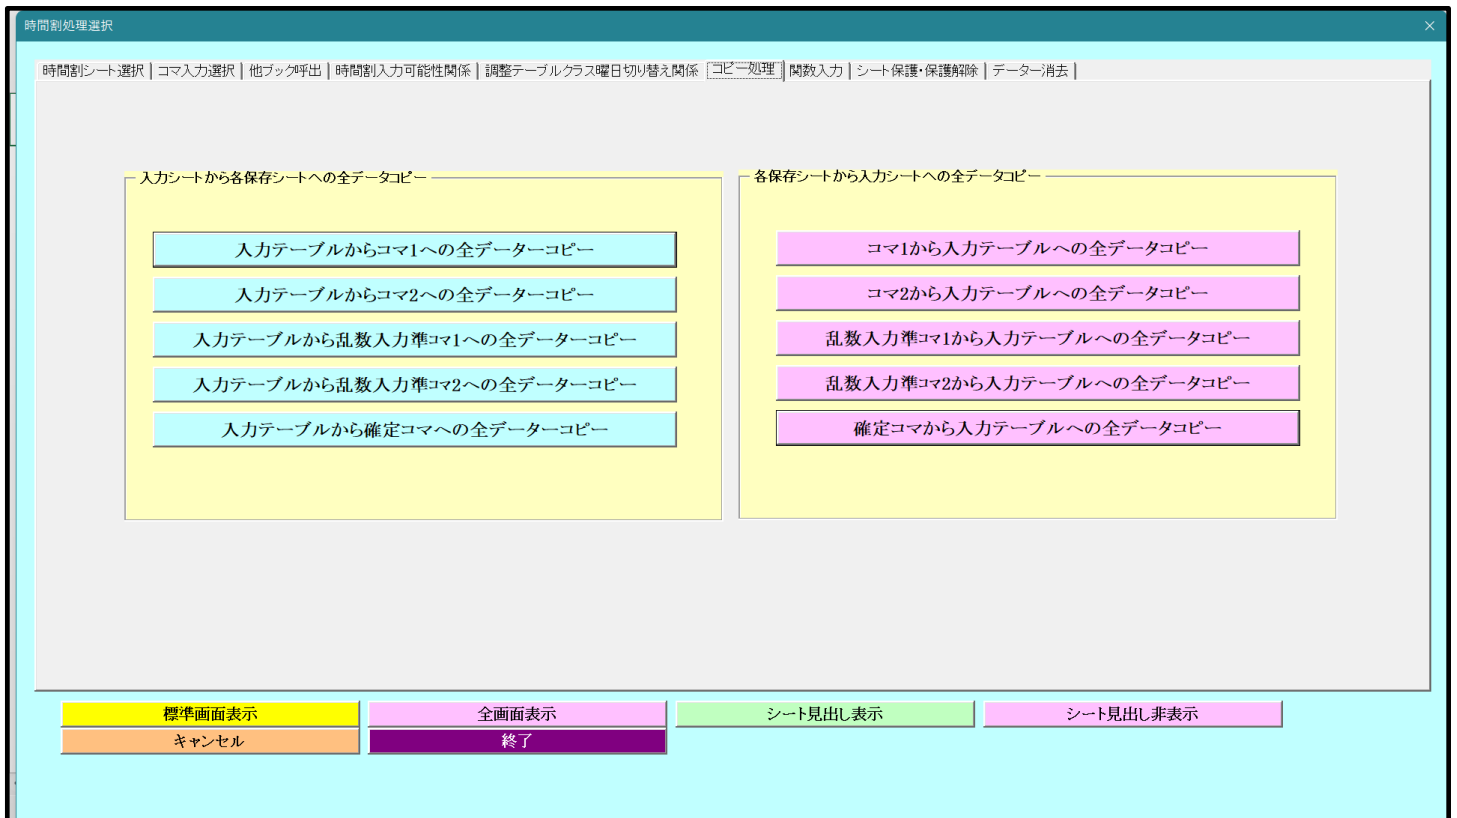 時間割処理選択
時間割シート選択 コマ入力選択 他ブック呼出 時間割入力可能性関係 調整テーブルクラス曜日切り替え関係 コピー処理 関数入力 シート保護・保護解除 データー消去
入力シートから各保存シートへの全データコピー
入力テーブルからコマ1への全データーコピー
入力テーブルからコマ2への全データーコピー
入力テーブルから乱数入力準コマ1への全データーコピー
入力テーブルから乱数入力準コマ2への全データーコピー
入力テーブルから確定コマへの全データーコピー
各保存シートから入力シートへの全データコピー
コマ1から入力テーブルへの全データコピー
コマ2から入力テーブルへの全データコピー
乱数入力準コマ1から入力テーブルへの全データコピー
乱数入力準コマ2から入力テーブルへの全データコピー
確定コマから入力テーブルへの全データコピー
標準画面表示 全画面表示 シート見出し表示 シート見出し非表示
キャンセル 終了